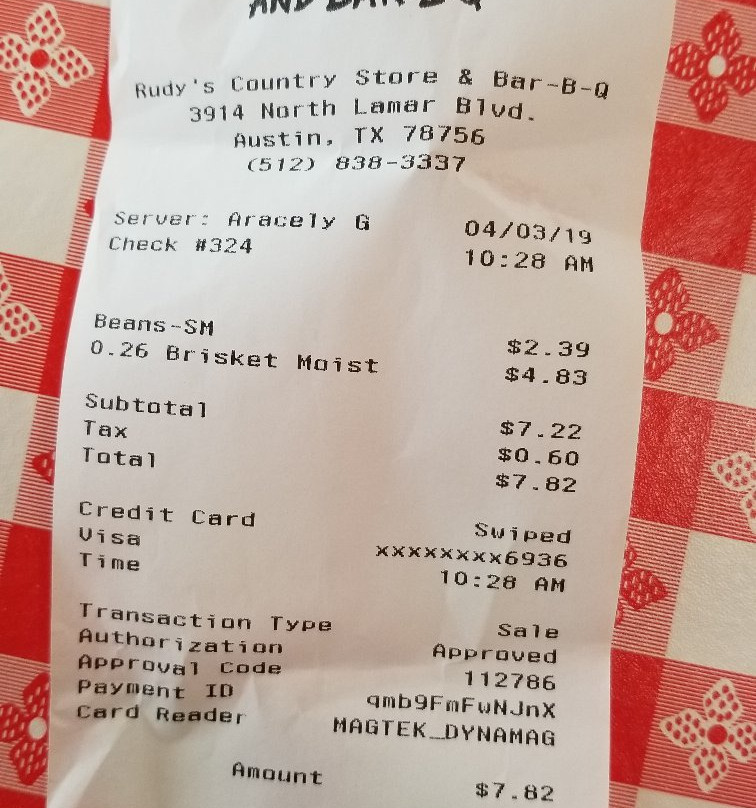 AND BAR-B-Q
Rudy's Country Store & Bar-B-Q
3914 North Lamar Blvd.
Austin, TX 78756
(512) 838-3337
Server: Aracely G 04/03/19
Check #324 10:28 AM
Beans-SM $2.39
0.26 Brisket Moist $4.83
Subtotal $7.22
Tax $0.60
Total $7.82
Credit Card Swiped
Visa xxxxxxxx6936
Time 10:28 AM
Transaction Type Sale
Authorization Approved
Approval Code 112786
Payment ID qmb9FmFwNJnX
Card Reader MAGTEK_DYNAMAG
Amount $7.82